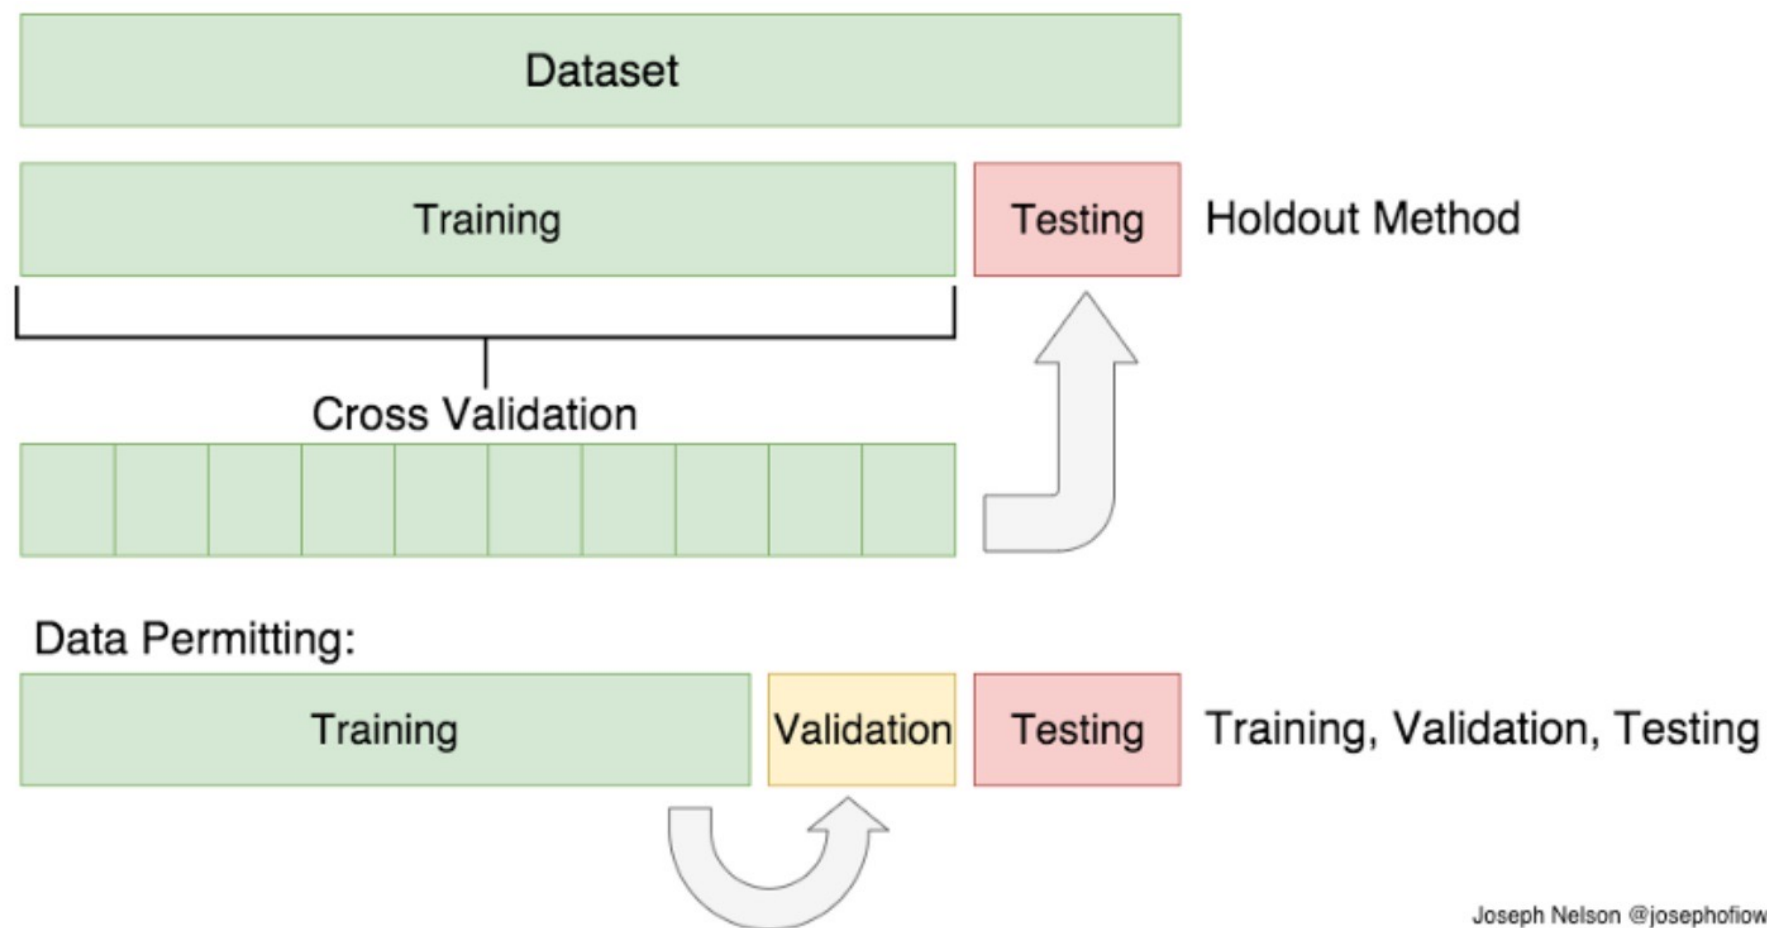 Dataset
Training
Testing
Holdout Method
Cross Validation
Data Permitting:
Training
Validation
Testing
Training, Validation, Testing
Joseph Nelson @josephofiow